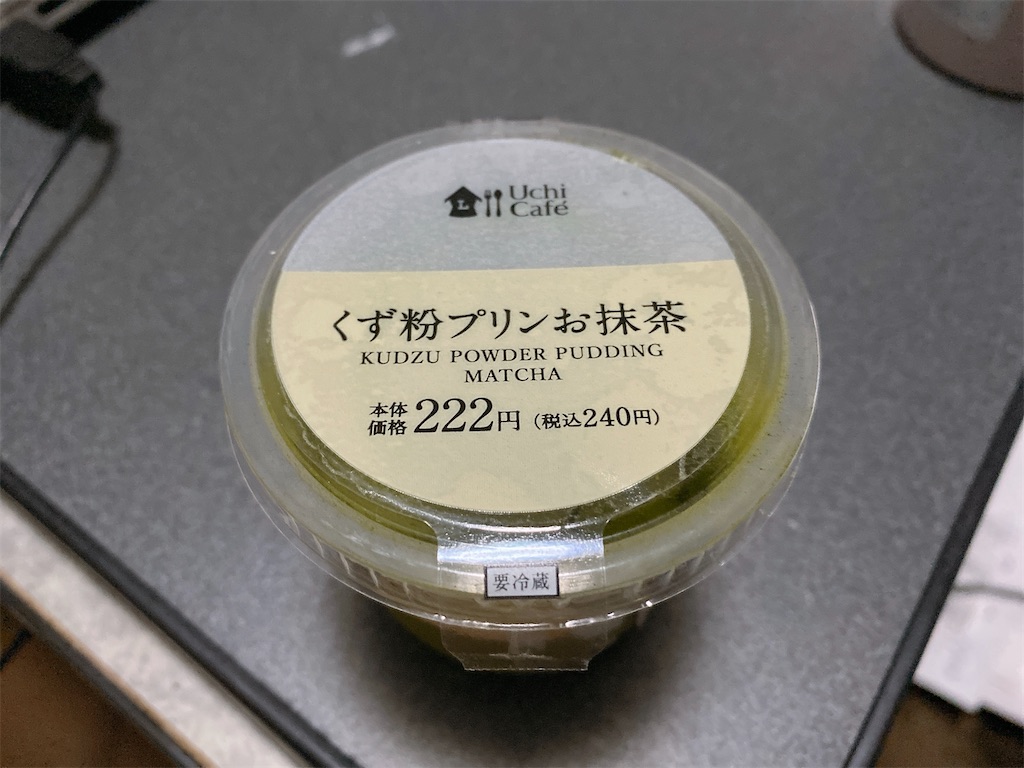 Uchi
Café
くず粉プリンお抹茶
KUDZU POWDER PUDDING
MATCHA
本体
価格 222円 (税込240円)
要冷蔵